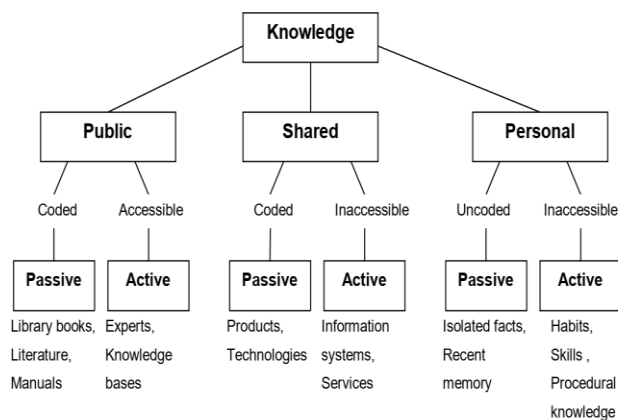 Knowledge
Public
Shared
Personal
Coded
Accessible
Coded
Inaccessible
Uncoded
Inaccessible
Passive
Active
Passive
Active
Passive
Active
Library books,
Literature,
Manuals
Experts,
Knowledge
bases
Products,
Technologies
Information
systems,
Services
Isolated facts,
Recent
memory
Habits,
Skills ,
Procedural
knowledge